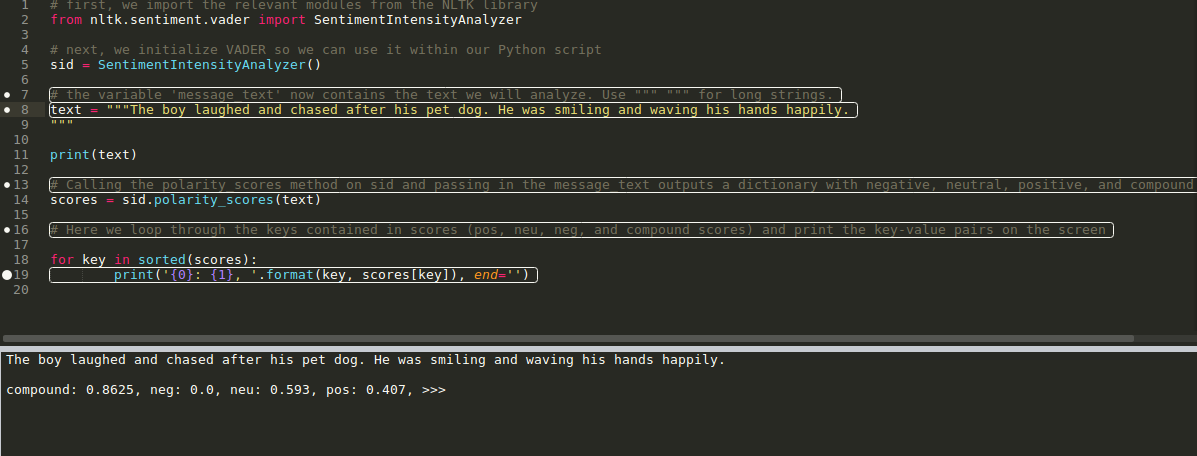 1 # first, we import the relevant modules from the NLTK library
2 from nltk.sentiment.vader import SentimentIntensityAnalyzer
3
4 # next, we initialize VADER so we can use it within our Python script
5 sid = SentimentIntensityAnalyzer()
6
7 # the variable 'message_text' now contains the text we will analyze. Use """ """ for long strings.
8 text = """The boy laughed and chased after his pet dog. He was smiling and waving his hands happily.
9 """
10
11 print(text)
12
13 # Calling the polarity_scores method on sid and passing in the message_text outputs a dictionary with negative, neutral, positive, and compound
14 scores = sid.polarity_scores(text)
15
16 # Here we loop through the keys contained in scores (pos, neu, neg, and compound scores) and print the key-value pairs on the screen
17
18 for key in sorted(scores):
19 print('{0}: {1}, '.format(key, scores[key]), end='')
20
The boy laughed and chased after his pet dog. He was smiling and waving his hands happily.
compound: 0.8625, neg: 0.0, neu: 0.593, pos: 0.407, >>>